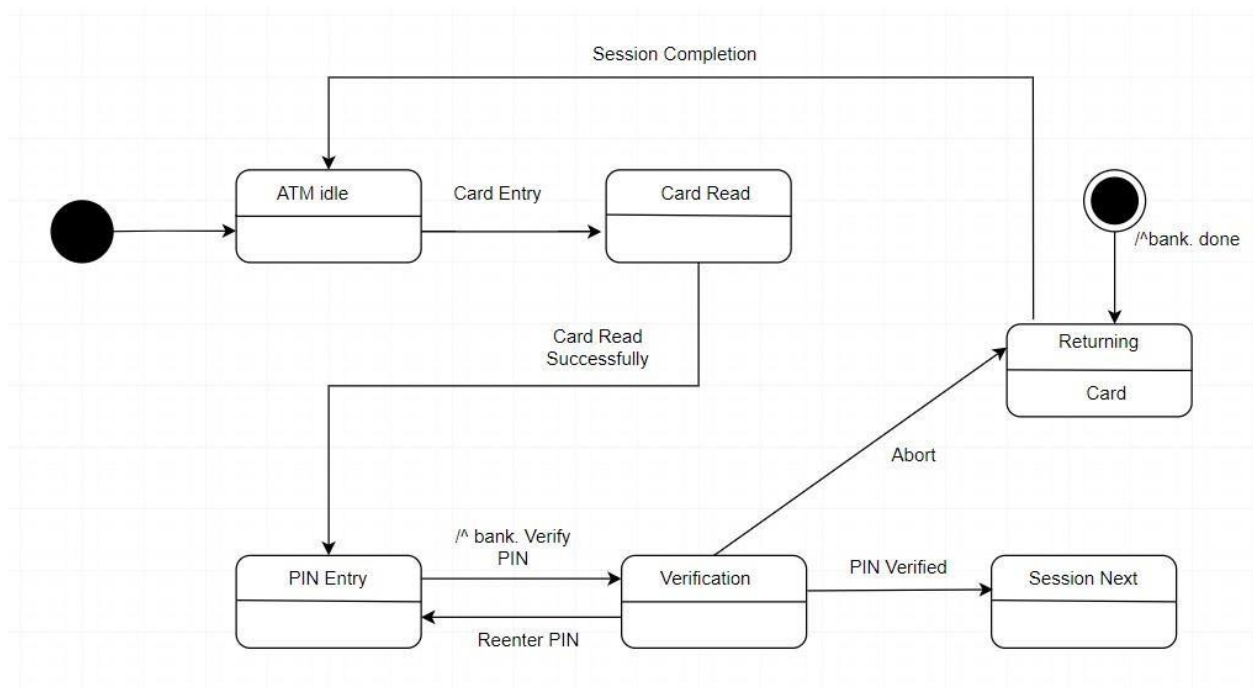 Session Completion
ATM idle
Card Entry
Card Read
/^bank. done
Card Read
Successfully
Returning
Card
Abort
/^ bank. Verify
PIN
PIN Entry
Verification
PIN Verified
Session Next
Reenter PIN